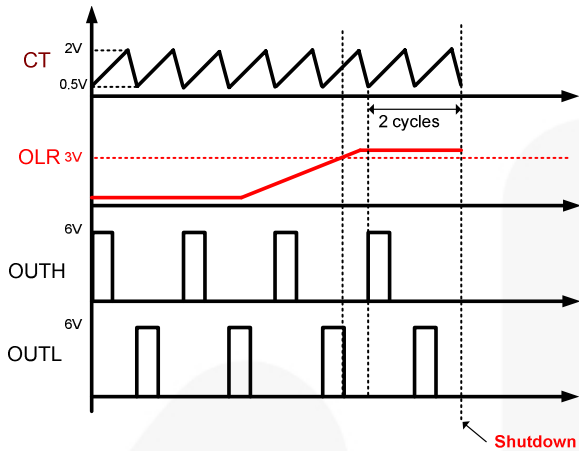 2V
CT
0.5V
2 cycles
OLR 3V
6V
OUTH
6V
OUTL
Shutdown